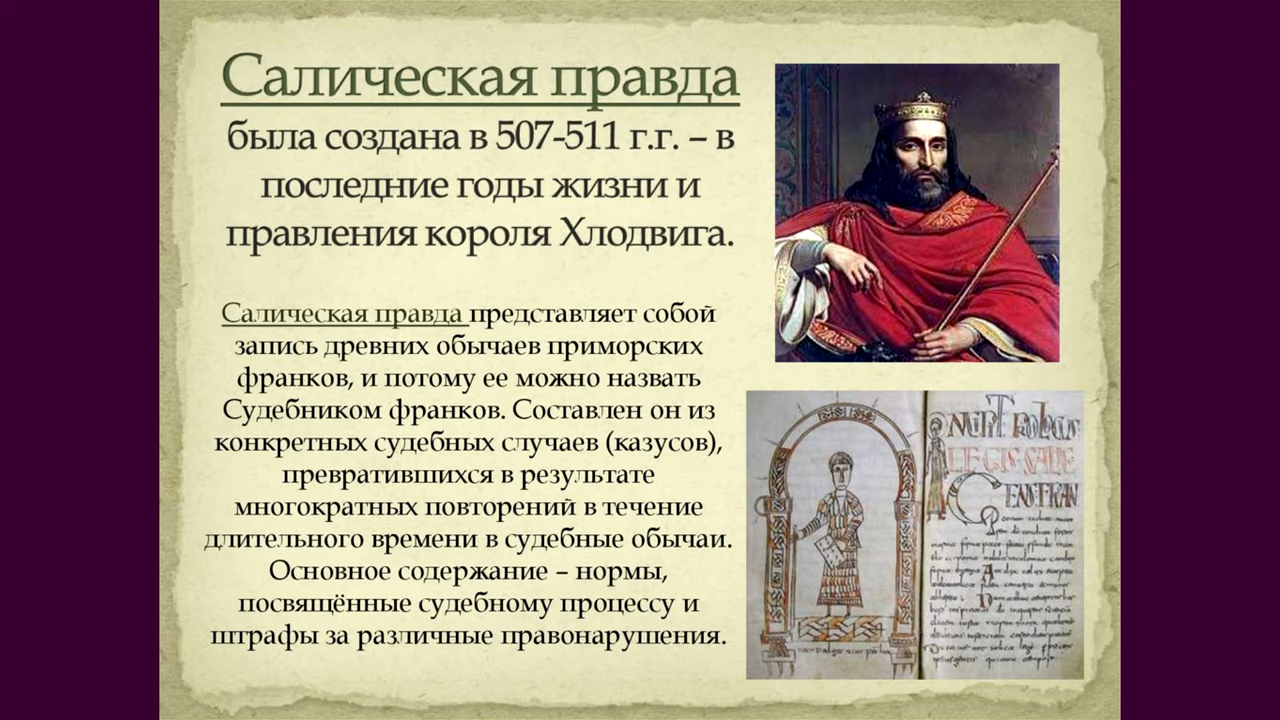 Салическая правда
была создана в 507-511 г.г. – в
последние годы жизни и
правления короля Хлодвига.
Салическая правда представляет собой
запись древних обычаев приморских
франков, и потому ее можно назвать
Судебником франков. Составлен он из
конкретных судебных случаев (казусов),
превратившихся в результате
многократных повторений в течение
длительного времени в судебные обычаи.
Основное содержание – нормы,
посвящённые судебному процессу и
штрафы за различные правонарушения.